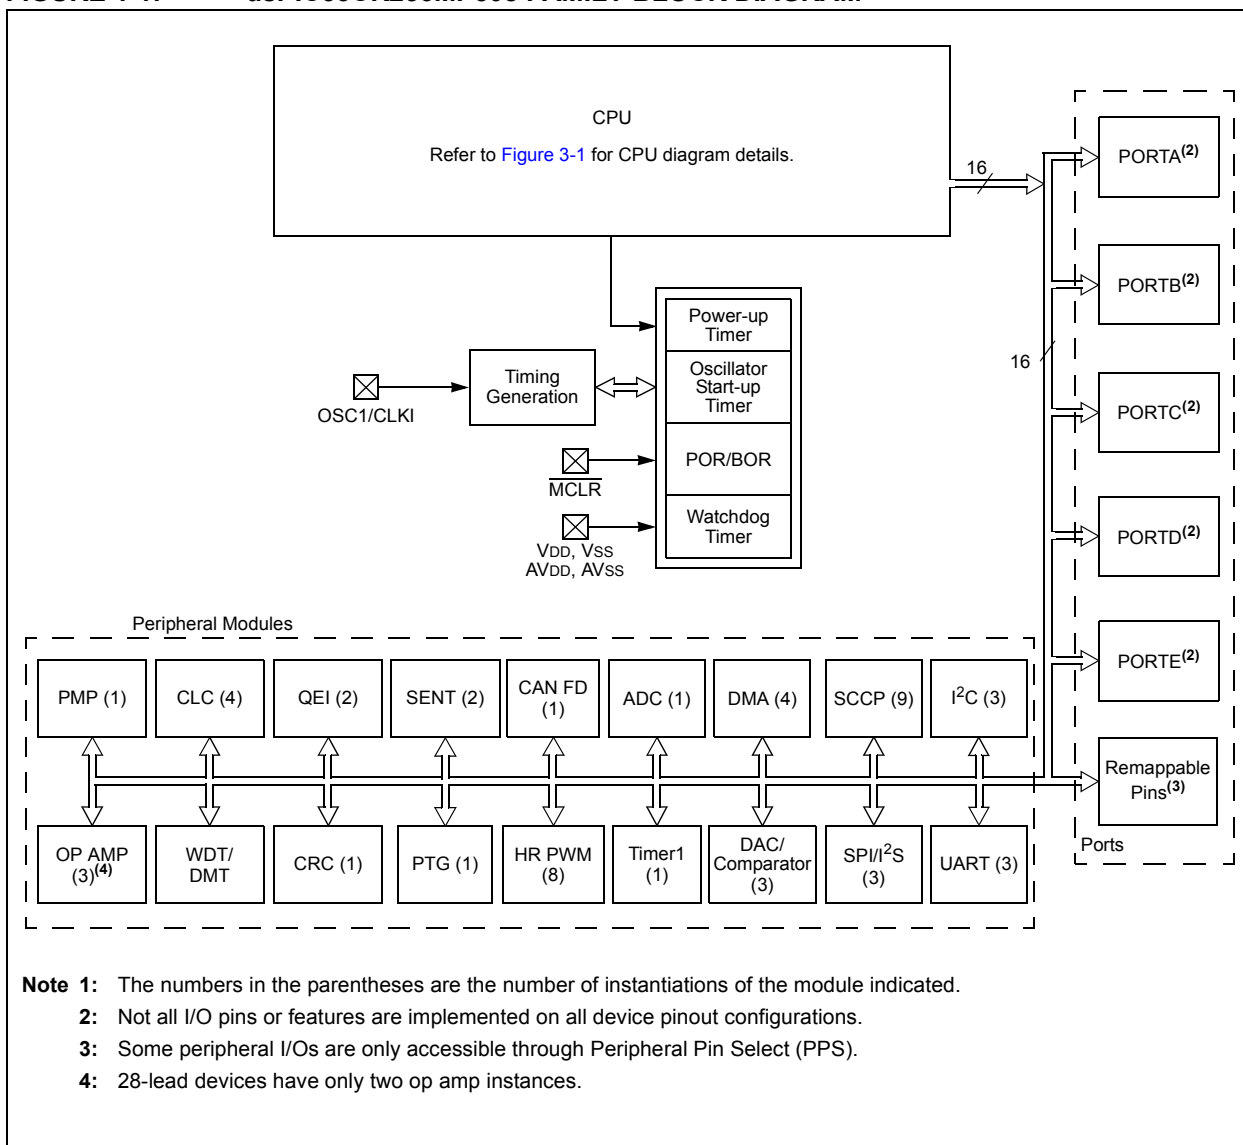 CPU
Refer to Figure 3-1 for CPU diagram details.
16
PORTA(2)
PORTB(2)
Power-up
Timer
Oscillator
Start-up
Timer
POR/BOR
Watchdog
Timer
Timing
Generation
OSC1/CLKI
MCLR
VDD, VSS
AVDD, AVSS
16
PORTC(2)
PORTD(2)
PORTE(2)
Remappable
Pins(3)
Ports
Peripheral Modules
PMP (1)
CLC (4)
QEI (2)
SENT (2)
CAN FD
(1)
ADC (1)
DMA (4)
SCCP (9)
I2C (3)
OP AMP
(3)(4)
WDT/
DMT
CRC (1)
PTG (1)
HR PWM
(8)
Timer1
(1)
DAC/
Comparator
(3)
SPI/I2S
(3)
UART (3)
Note 1: The numbers in the parentheses are the number of instantiations of the module indicated.
2: Not all I/O pins or features are implemented on all device pinout configurations.
3: Some peripheral I/Os are only accessible through Peripheral Pin Select (PPS).
4: 28-lead devices have only two op amp instances.